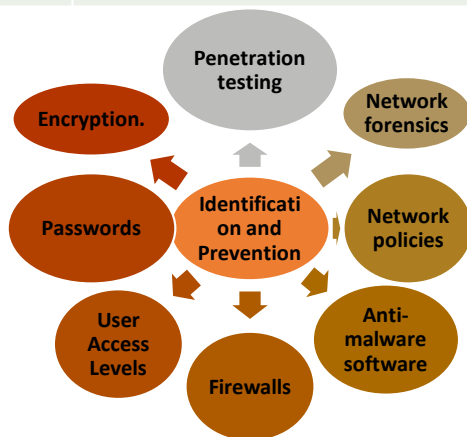 Penetration
testing
Network
forensics
Network
policies
Anti-
malware
software
Firewalls
User
Access
Levels
Passwords
Encryption.
Identificati
on and
Prevention